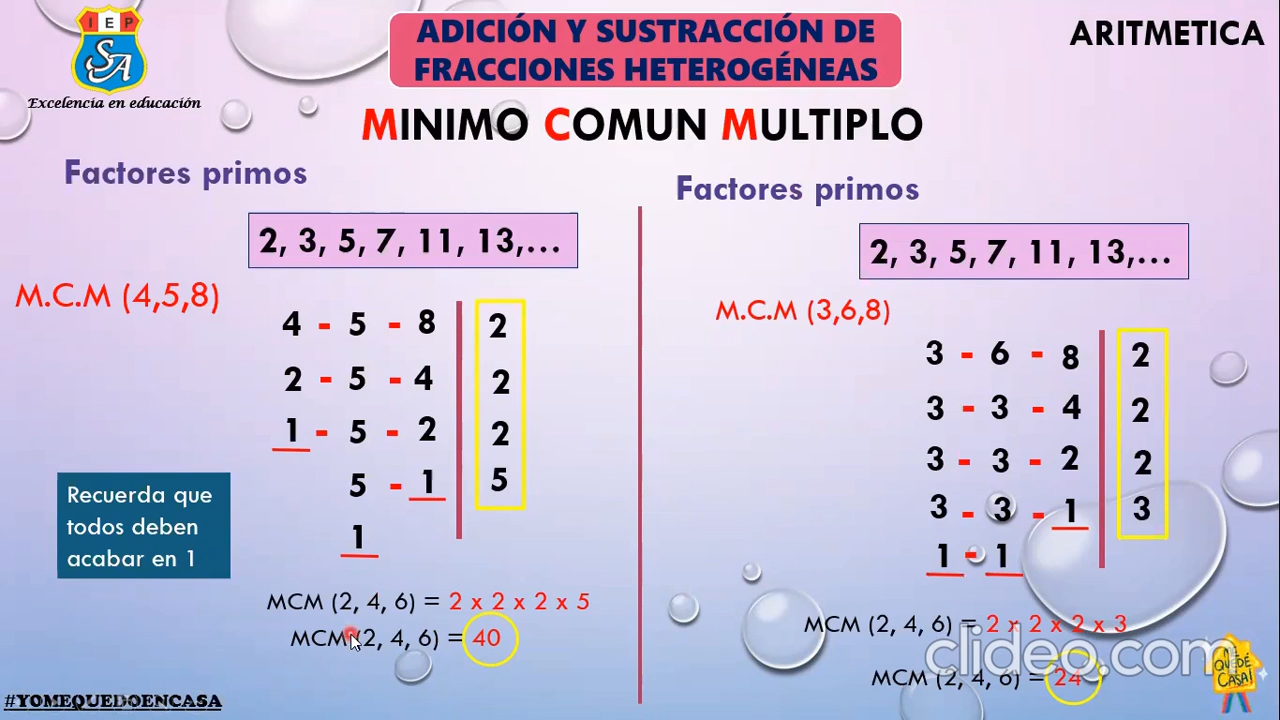 I E P
SA
Excelencia en educación
ADICIÓN Y SUSTRACCIÓN DE
FRACCIONES HETEROGÉNEAS
ARITMETICA
MINIMO COMUN MULTIPLO
Factores primos
2, 3, 5, 7, 11, 13,...
M.C.M (4,5,8)
4 - 5 - 8 2
2 - 5 - 4 2
1 - 5 - 2 2
5 - 1 5
1
Recuerda que
todos deben
acabar en 1
MCM (2, 4, 6) = 2 x 2 x 2 x 5
MCM (2, 4, 6) = 40
#YOMEQUEDOENCASA
Factores primos
2, 3, 5, 7, 11, 13,...
M.C.M (3,6,8)
3 - 6 - 8 2
3 - 3 - 4 2
3 - 3 - 2 2
3 - 3 - 1 3
1 - 1
MCM (2, 4, 6) = 2 x 2 x 2 x 3
MCM (2, 4, 6) = 24
clideo.com
QUEDÉ
CASA!